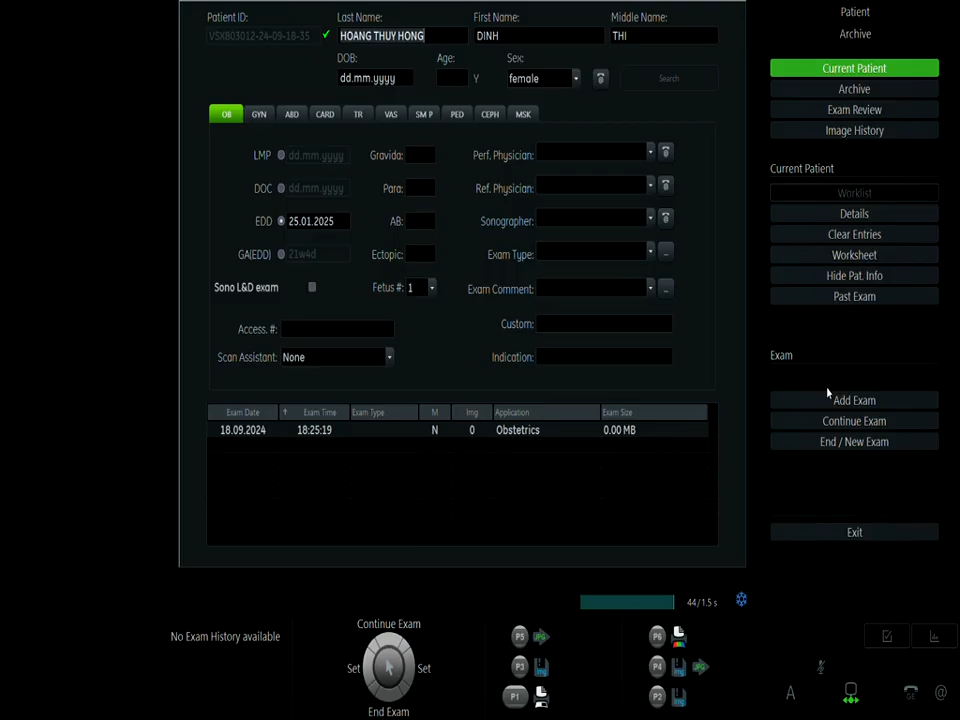 Patient ID: Last Name: First Name: Middle Name:
VSX803012-24-09-18-35 HOANG THUY HONG DINH THI
DOB: Age: Sex:
dd.mm.yyyy Y female Search
OB GYN ABD CARD TR VAS SM P PED CEPH MSK
LMP dd.mm.yyyy Gravida: Perf. Physician:
DOC dd.mm.yyyy Para: Ref. Physician:
EDD 25.01.2025 AB: Sonographer:
GA(EDD) 21w4d Ectopic: Exam Type: ...
Sono L&D exam Fetus #: 1 Exam Comment: ...
Access. #: Custom:
Scan Assistant: None Indication:
Exam Date ↑ Exam Time Exam Type M Img Application Exam Size
18.09.2024 18:25:19 N 0 Obstetrics 0.00 MB
Patient
Archive
Current Patient
Archive
Exam Review
Image History
Current Patient
Worklist
Details
Clear Entries
Worksheet
Hide Pat. Info
Past Exam
Exam
Add Exam
Continue Exam
End / New Exam
Exit
44/1.5 s
No Exam History available
Continue Exam
Set Set
End Exam
P5 JPG P6
P3 img P4 img JPG
P1 P2 img
A GE @